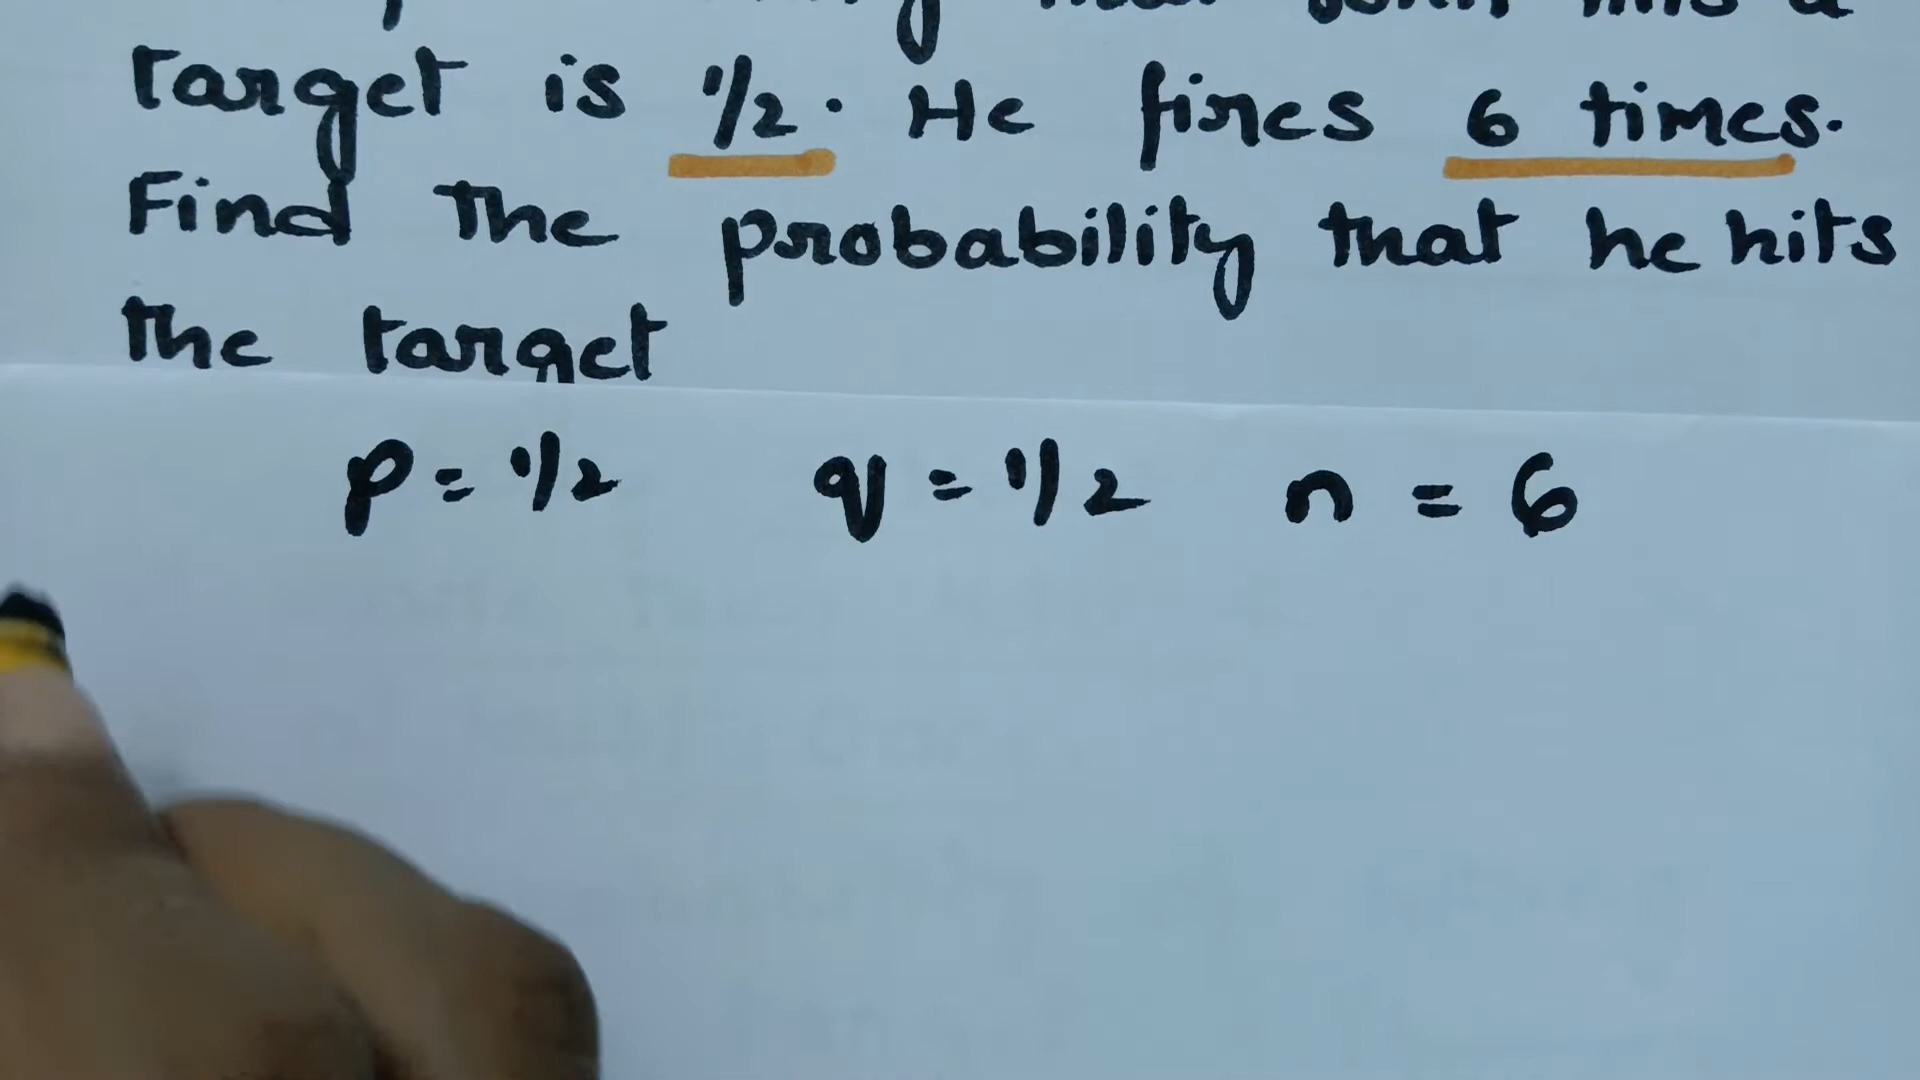 target is 1/2. He fires 6 times.
Find the probability that he hits
the target
p = 1/2 q = 1/2 n = 6